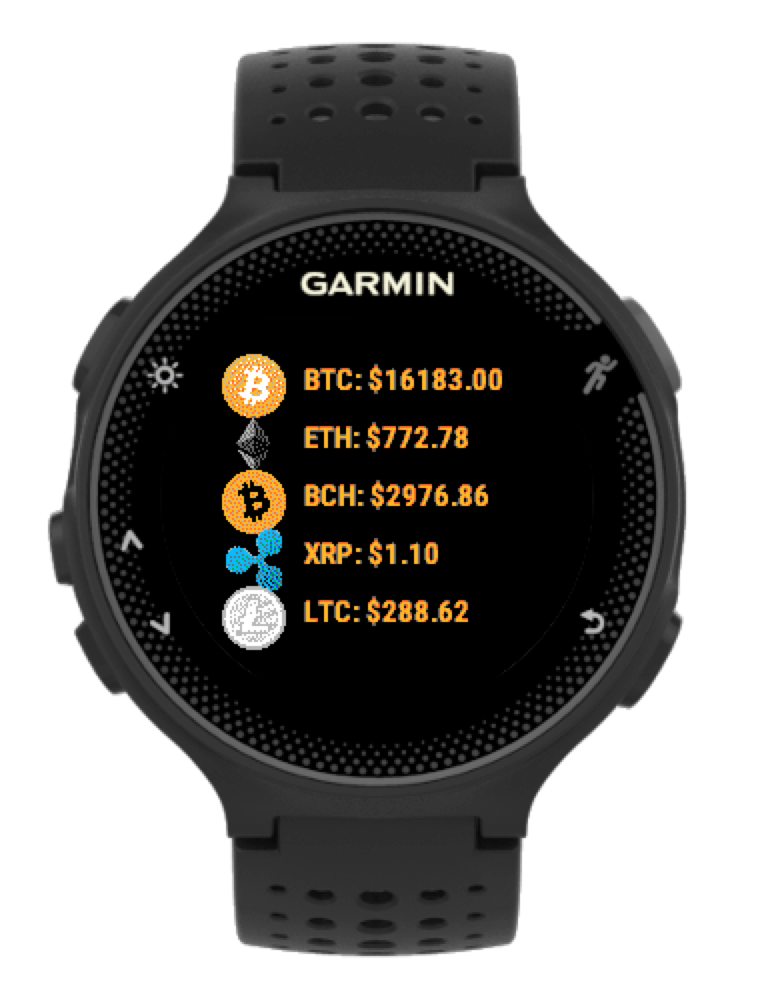 GARMIN
BTC: $16183.00
ETH: $772.78
BCH: $2976.86
XRP: $1.10
LTC: $288.62